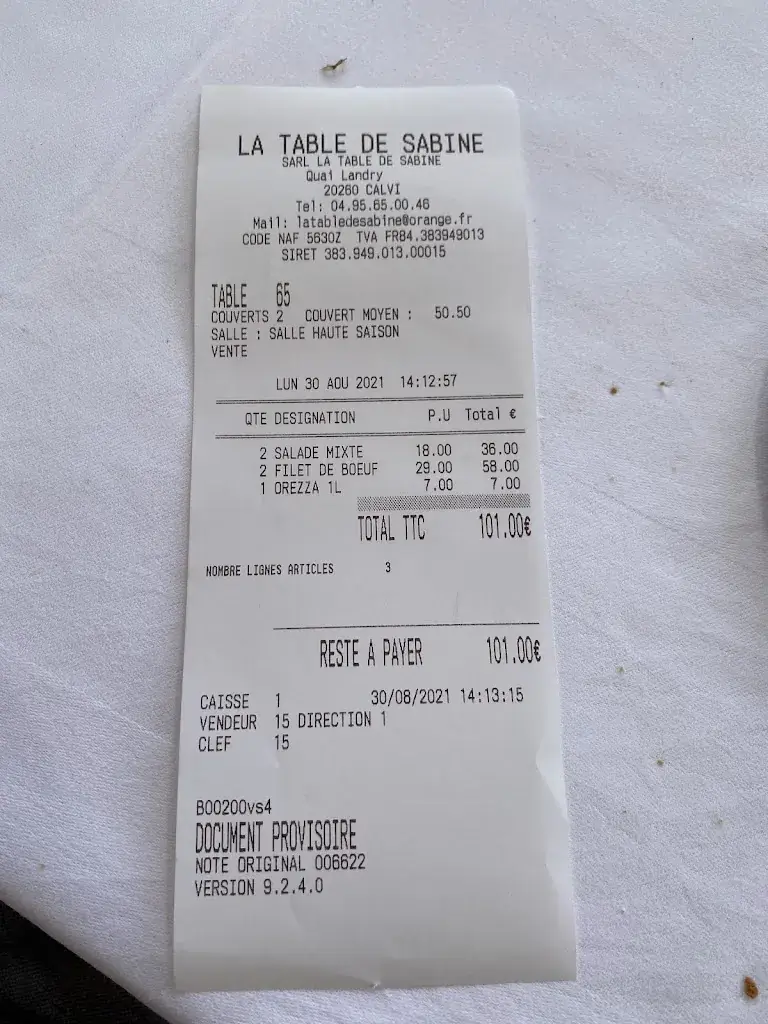 LA TABLE DE SABINE
SARL LA TABLE DE SABINE
Quai Landry
20260 CALVI
Tel: 04.95.65.00.46
Mail: latabledesabine@orange.fr
CODE NAF 5630Z TVA FR84.383949013
SIRET 383.949.013.00015
TABLE 65
COUVERTS 2 COUVERT MOYEN : 50.50
SALLE : SALLE HAUTE SAISON
VENTE
LUN 30 AOU 2021 14:12:57
QTE DESIGNATION P.U Total €
2 SALADE MIXTE 18.00 36.00
2 FILET DE BOEUF 29.00 58.00
1 OREZZA 1L 7.00 7.00
TOTAL TTC 101.00€
NOMBRE LIGNES ARTICLES 3
RESTE A PAYER 101.00€
CAISSE 1 30/08/2021 14:13:15
VENDEUR 15 DIRECTION 1
CLEF 15
B00200vs4
DOCUMENT PROVISOIRE
NOTE ORIGINAL 006622
VERSION 9.2.4.0